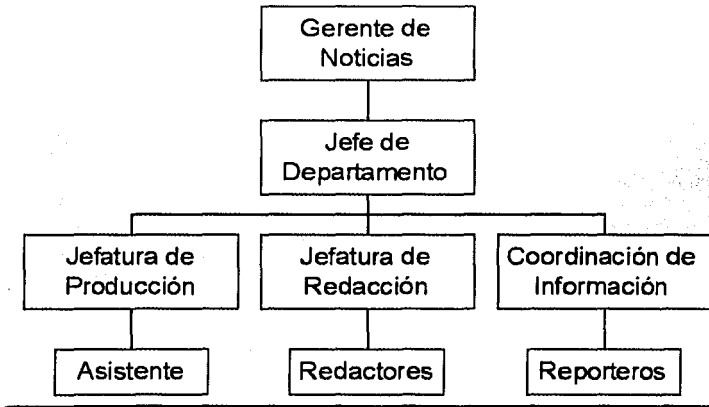 Gerente de
Noticias
Jefe de
Departamento
Jefatura de
Producción
Jefatura de
Redacción
Coordinación de
Información
Asistente
Redactores
Reporteros